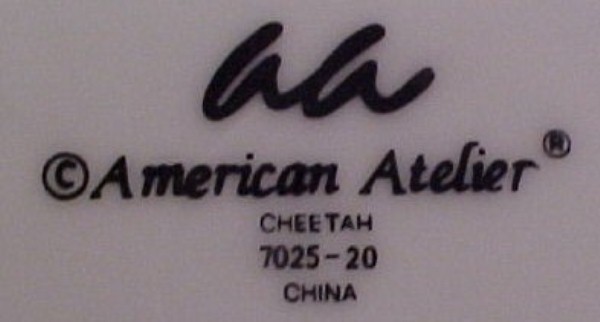 aa
©American Atelier®
CHEETAH
7025-20
CHINA